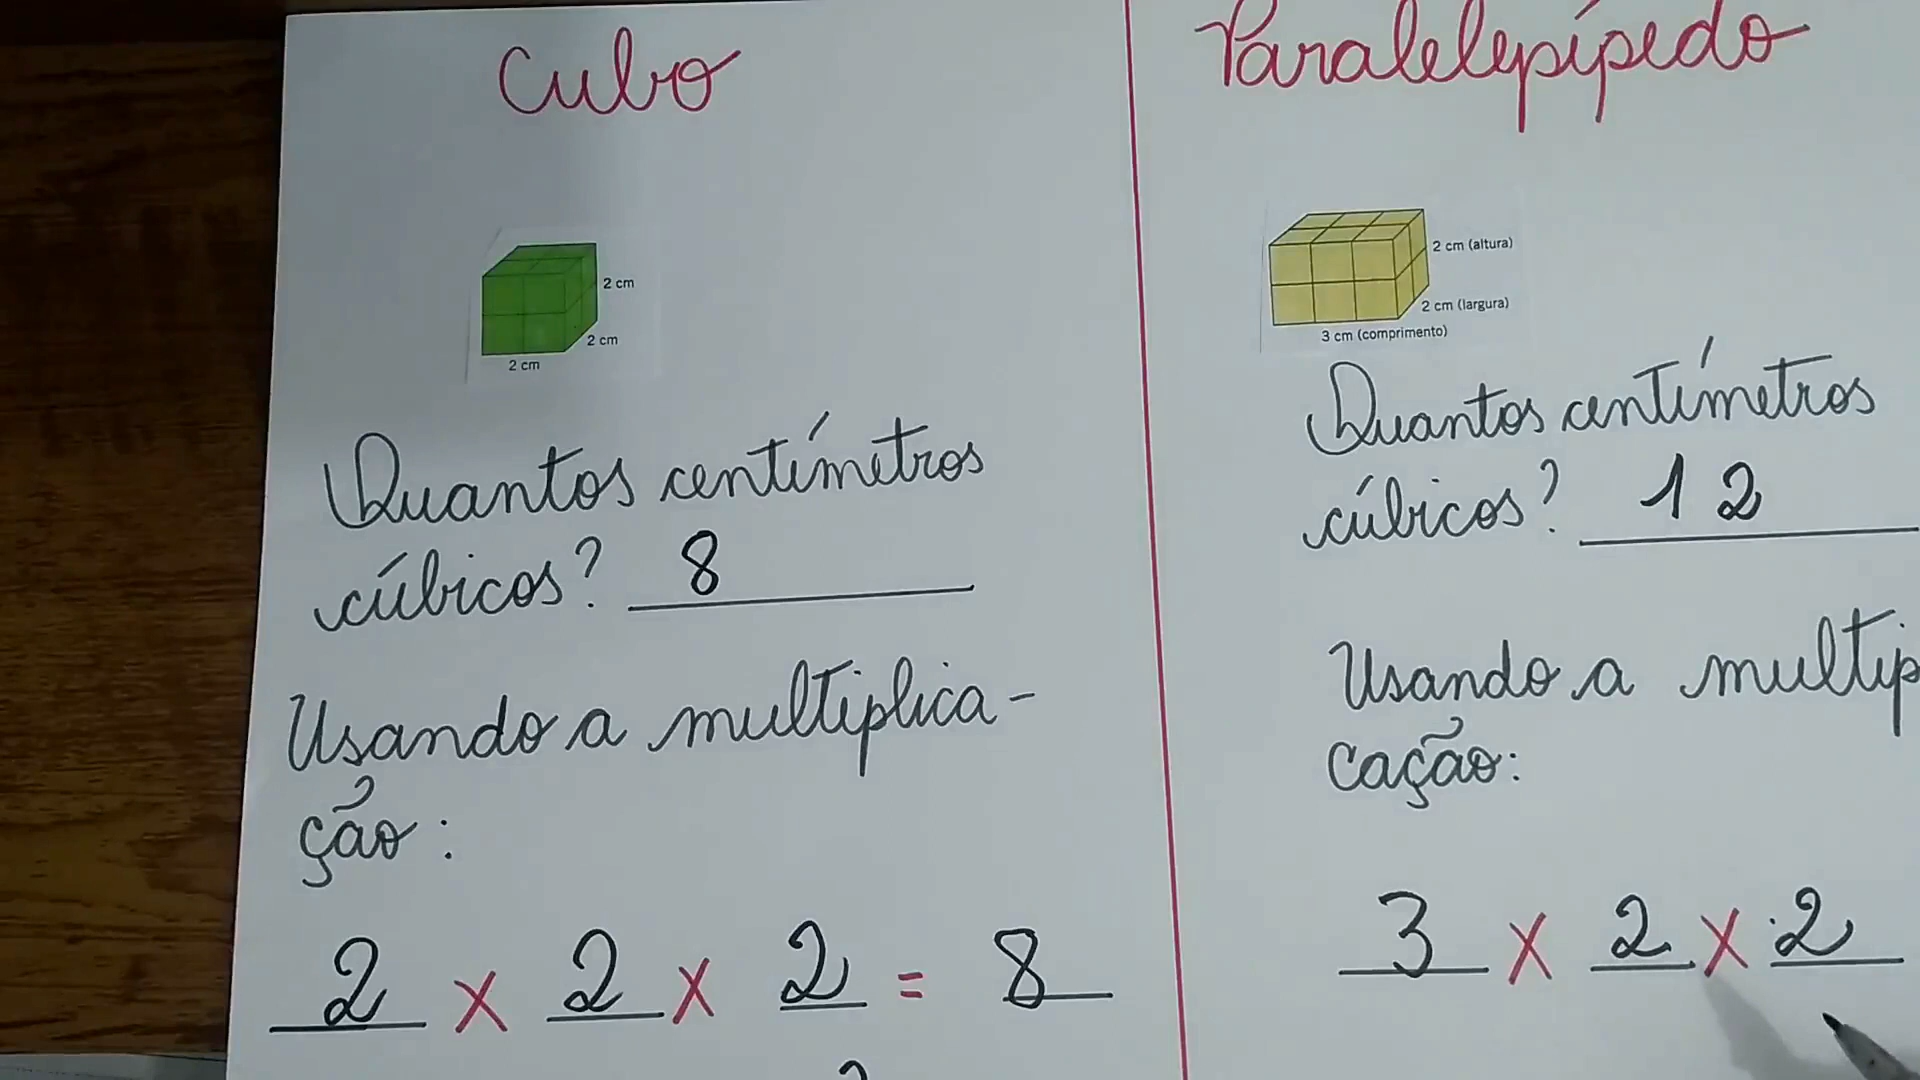 Cubo
2 cm
2 cm
2 cm
Quantos centímetros
cúbicos? 8
Usando a multiplica-
ção:
2 x 2 x 2 = 8
Paralelepípedo
2 cm (altura)
2 cm (largura)
3 cm (comprimento)
Quantos centímetros
cúbicos? 12
Usando a multip
cação:
3 x 2 x 2